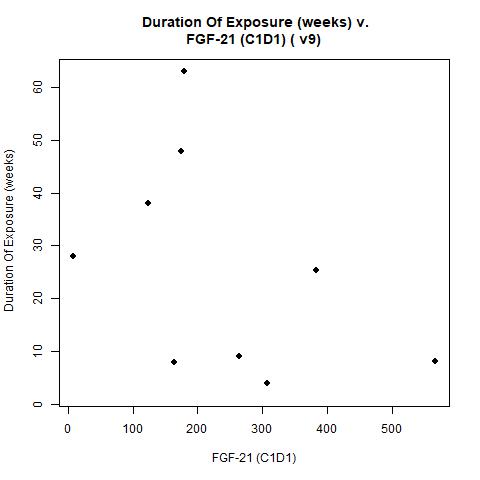 Duration Of Exposure (weeks) v.
FGF-21 (C1D1) ( v9)
Duration Of Exposure (weeks)
60
50
40
30
20
10
0
0 100 200 300 400 500
FGF-21 (C1D1)